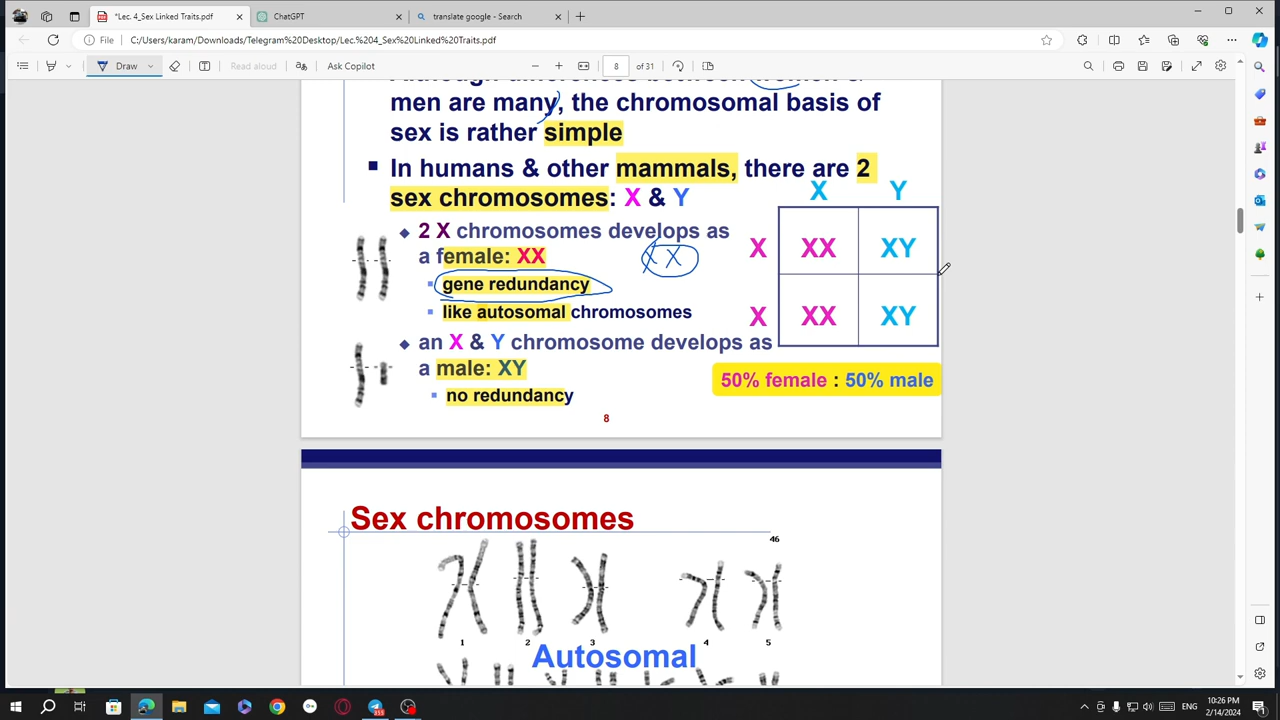 *Lec. 4_Sex Linked Traits.pdf
ChatGPT
translate google - Search
File
C:/Users/karam/Downloads/Telegram%20Desktop/Lec.%204_Sex%20Linked%20Traits.pdf
Draw
Read aloud
Ask Copilot
8
of 31
Although differences between women &
men are many, the chromosomal basis of
sex is rather simple
In humans & other mammals, there are 2
sex chromosomes: X & Y
2 X chromosomes develops as
a female: XX
X X
gene redundancy
like autosomal chromosomes
an X & Y chromosome develops as
a male: XY
no redundancy
X Y
X XX XY
X XX XY
50% female : 50% male
8
Sex chromosomes
46
1 2 3 4 5
Autosomal
10:26 PM
2/14/2024